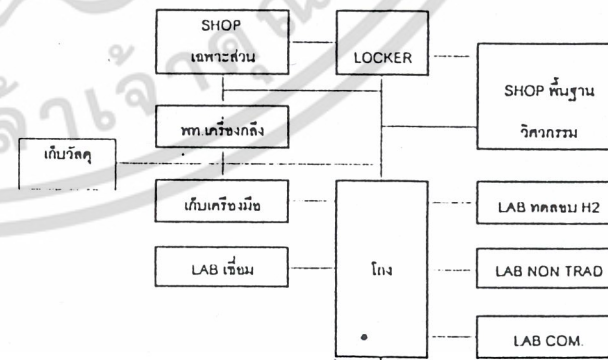 SHOP
เฉพาะส่วน
LOCKER
SHOP พื้นฐาน
วิศวกรรม
พท.เครื่องกลึง
เก็บวัสดุ
เก็บเครื่องมือ
LAB ทดสอบ H2
LAB เชื่อม
โถง
LAB NON TRAD
LAB COM.